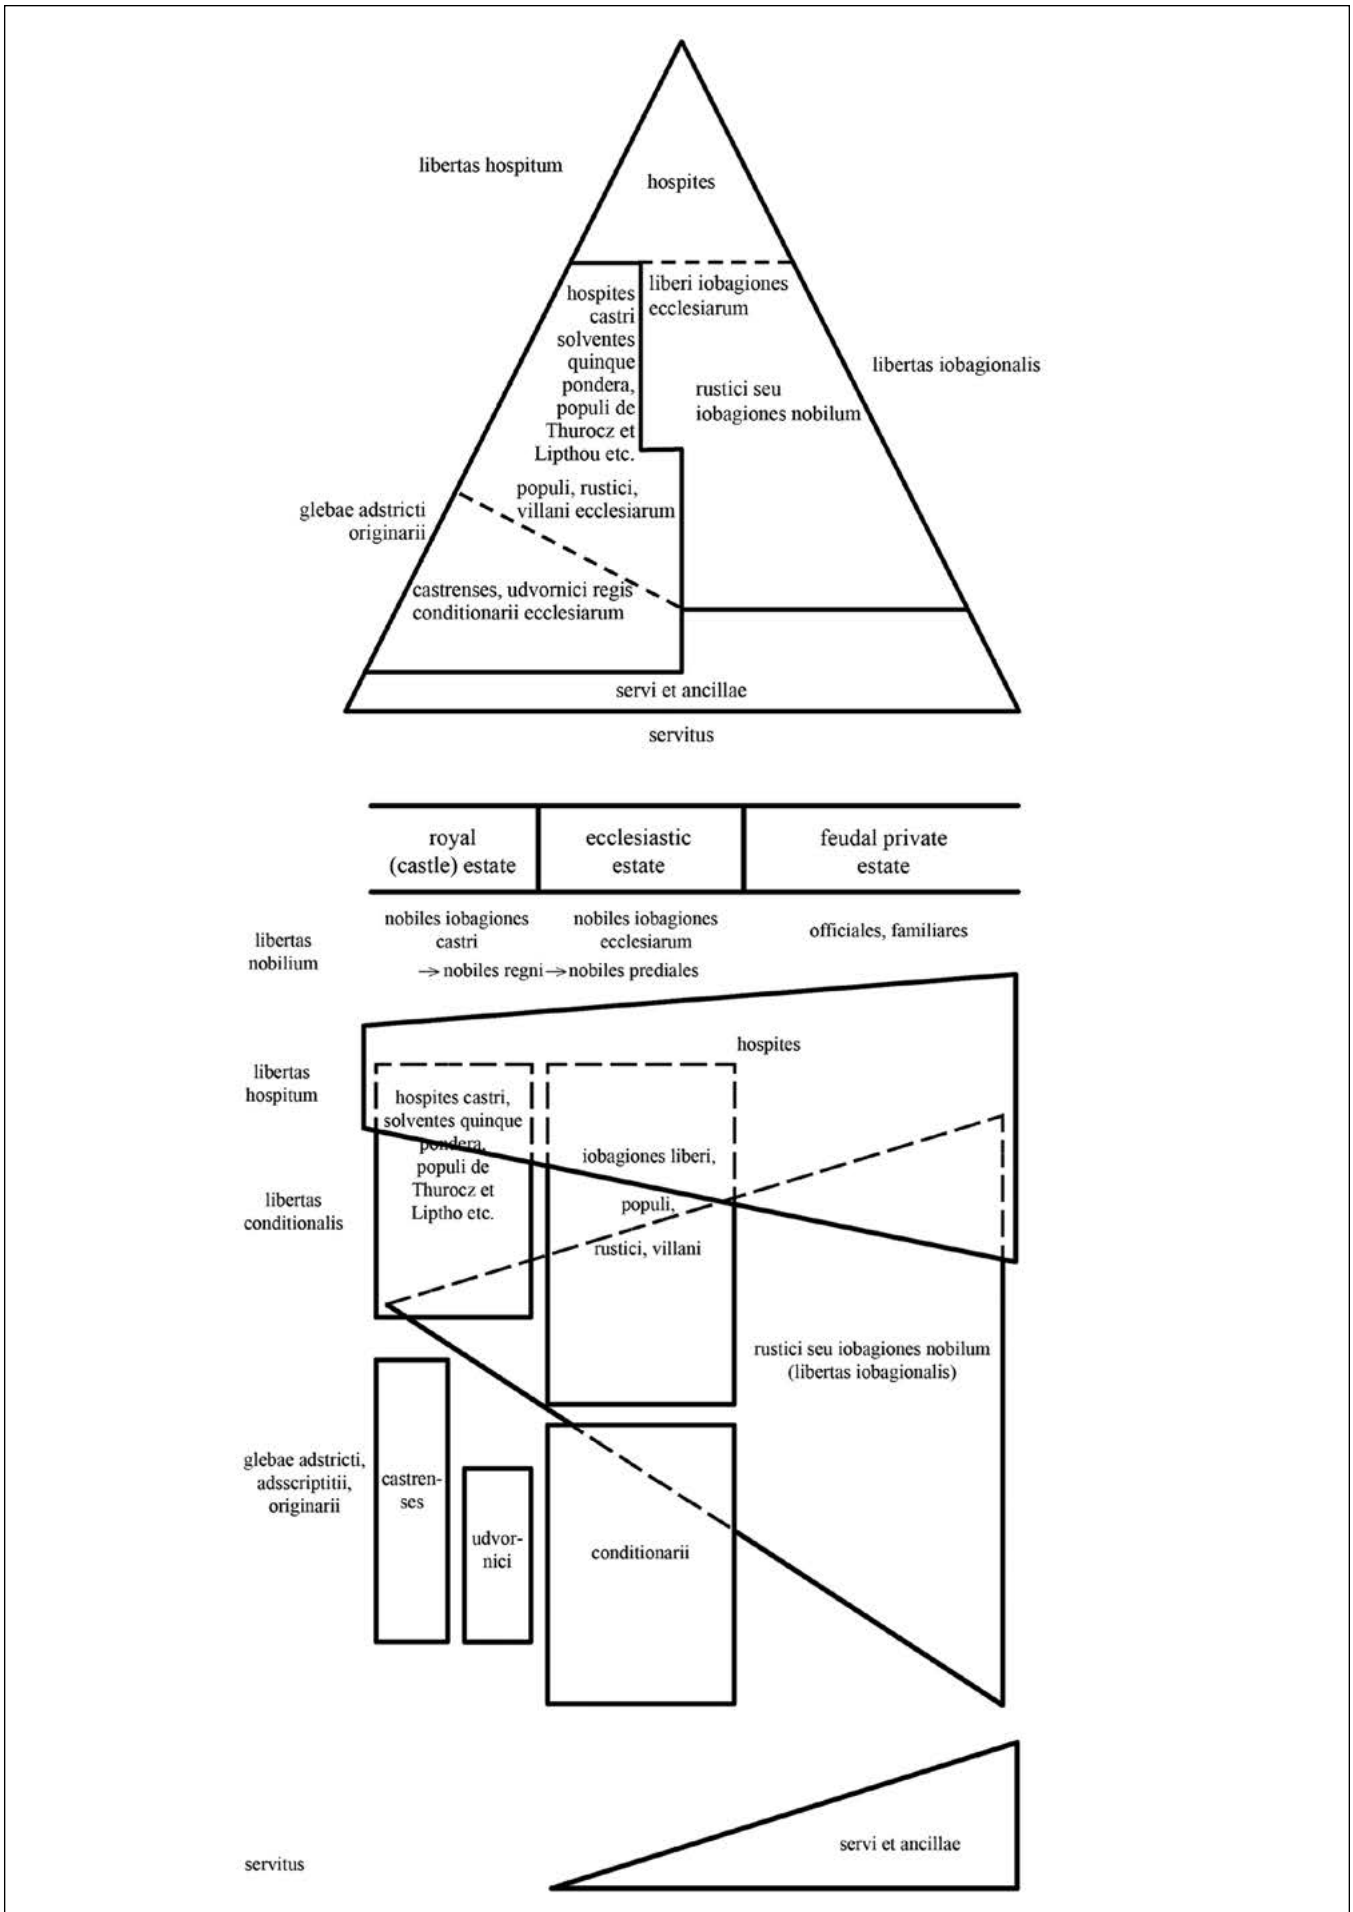 libertas hospitum
hospites
hospites
castri
solventes
quinque
pondera,
populi de
Thurocz et
Lipthou etc.
liberi iobagiones
ecclesiarum
rustici seu
iobagiones nobilum
libertas iobagionalis
populi, rustici,
villani ecclesiarum
glebae adstricti
originarii
castrenses, udvornici regis
conditionarii ecclesiarum
servi et ancillae
servitus
royal
(castle) estate
ecclesiastic
estate
feudal private
estate
libertas
nobilium
nobiles iobagiones
castri
nobiles iobagiones
ecclesiarum
officiales, familiares
→ nobiles regni → nobiles prediales
hospites
libertas
hospitum
hospites castri,
solventes quinque
pondera,
populi de
Thurocz et
Liptho etc.
iobagiones liberi,
populi,
rustici, villani
libertas
conditionalis
rustici seu iobagiones nobilum
(libertas iobagionalis)
glebae adstricti,
adsscriptitii,
originarii
castren-
ses
udvor-
nici
conditionarii
servi et ancillae
servitus